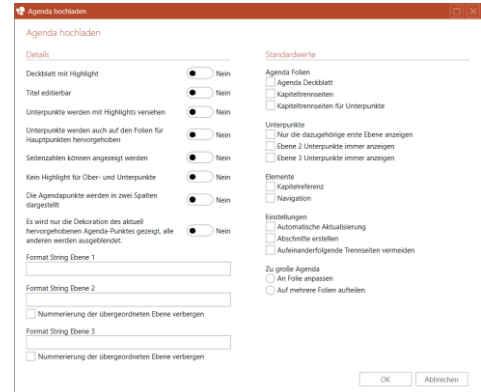 Agenda hochladen
Agenda hochladen
Details
Deckblatt mit Highlight
Nein
Titel editierbar
Nein
Unterpunkte werden mit Highlights versehen
Nein
Unterpunkte werden auch auf den Folien für
Hauptpunkten hervorgehoben
Nein
Seitenzahlen können angezeigt werden
Nein
Kein Highlight für Ober- und Unterpunkte
Nein
Die Agendapunkte werden in zwei Spalten
dargestellt
Nein
Es wird nur die Dekoration des aktuell
hervorgehobenen Agenda-Punktes gezeigt, alle
anderen werden ausgeblendet.
Nein
Format String Ebene 1
Format String Ebene 2
Nummerierung der übergeordneten Ebene verbergen
Format String Ebene 3
Nummerierung der übergeordneten Ebene verbergen
Standardwerte
Agenda Folien
Agenda Deckblatt
Kapiteltrennseiten
Kapiteltrennseiten für Unterpunkte
Unterpunkte
Nur die dazugehörige erste Ebene anzeigen
Ebene 2 Unterpunkte immer anzeigen
Ebene 3 Unterpunkte immer anzeigen
Elemente
Kapitelreferenz
Navigation
Einstellungen
Automatische Aktualisierung
Abschnitte erstellen
Aufeinanderfolgende Trennseiten vermeiden
Zu große Agenda
An Folie anpassen
Auf mehrere Folien aufteilen
OK
Abbrechen